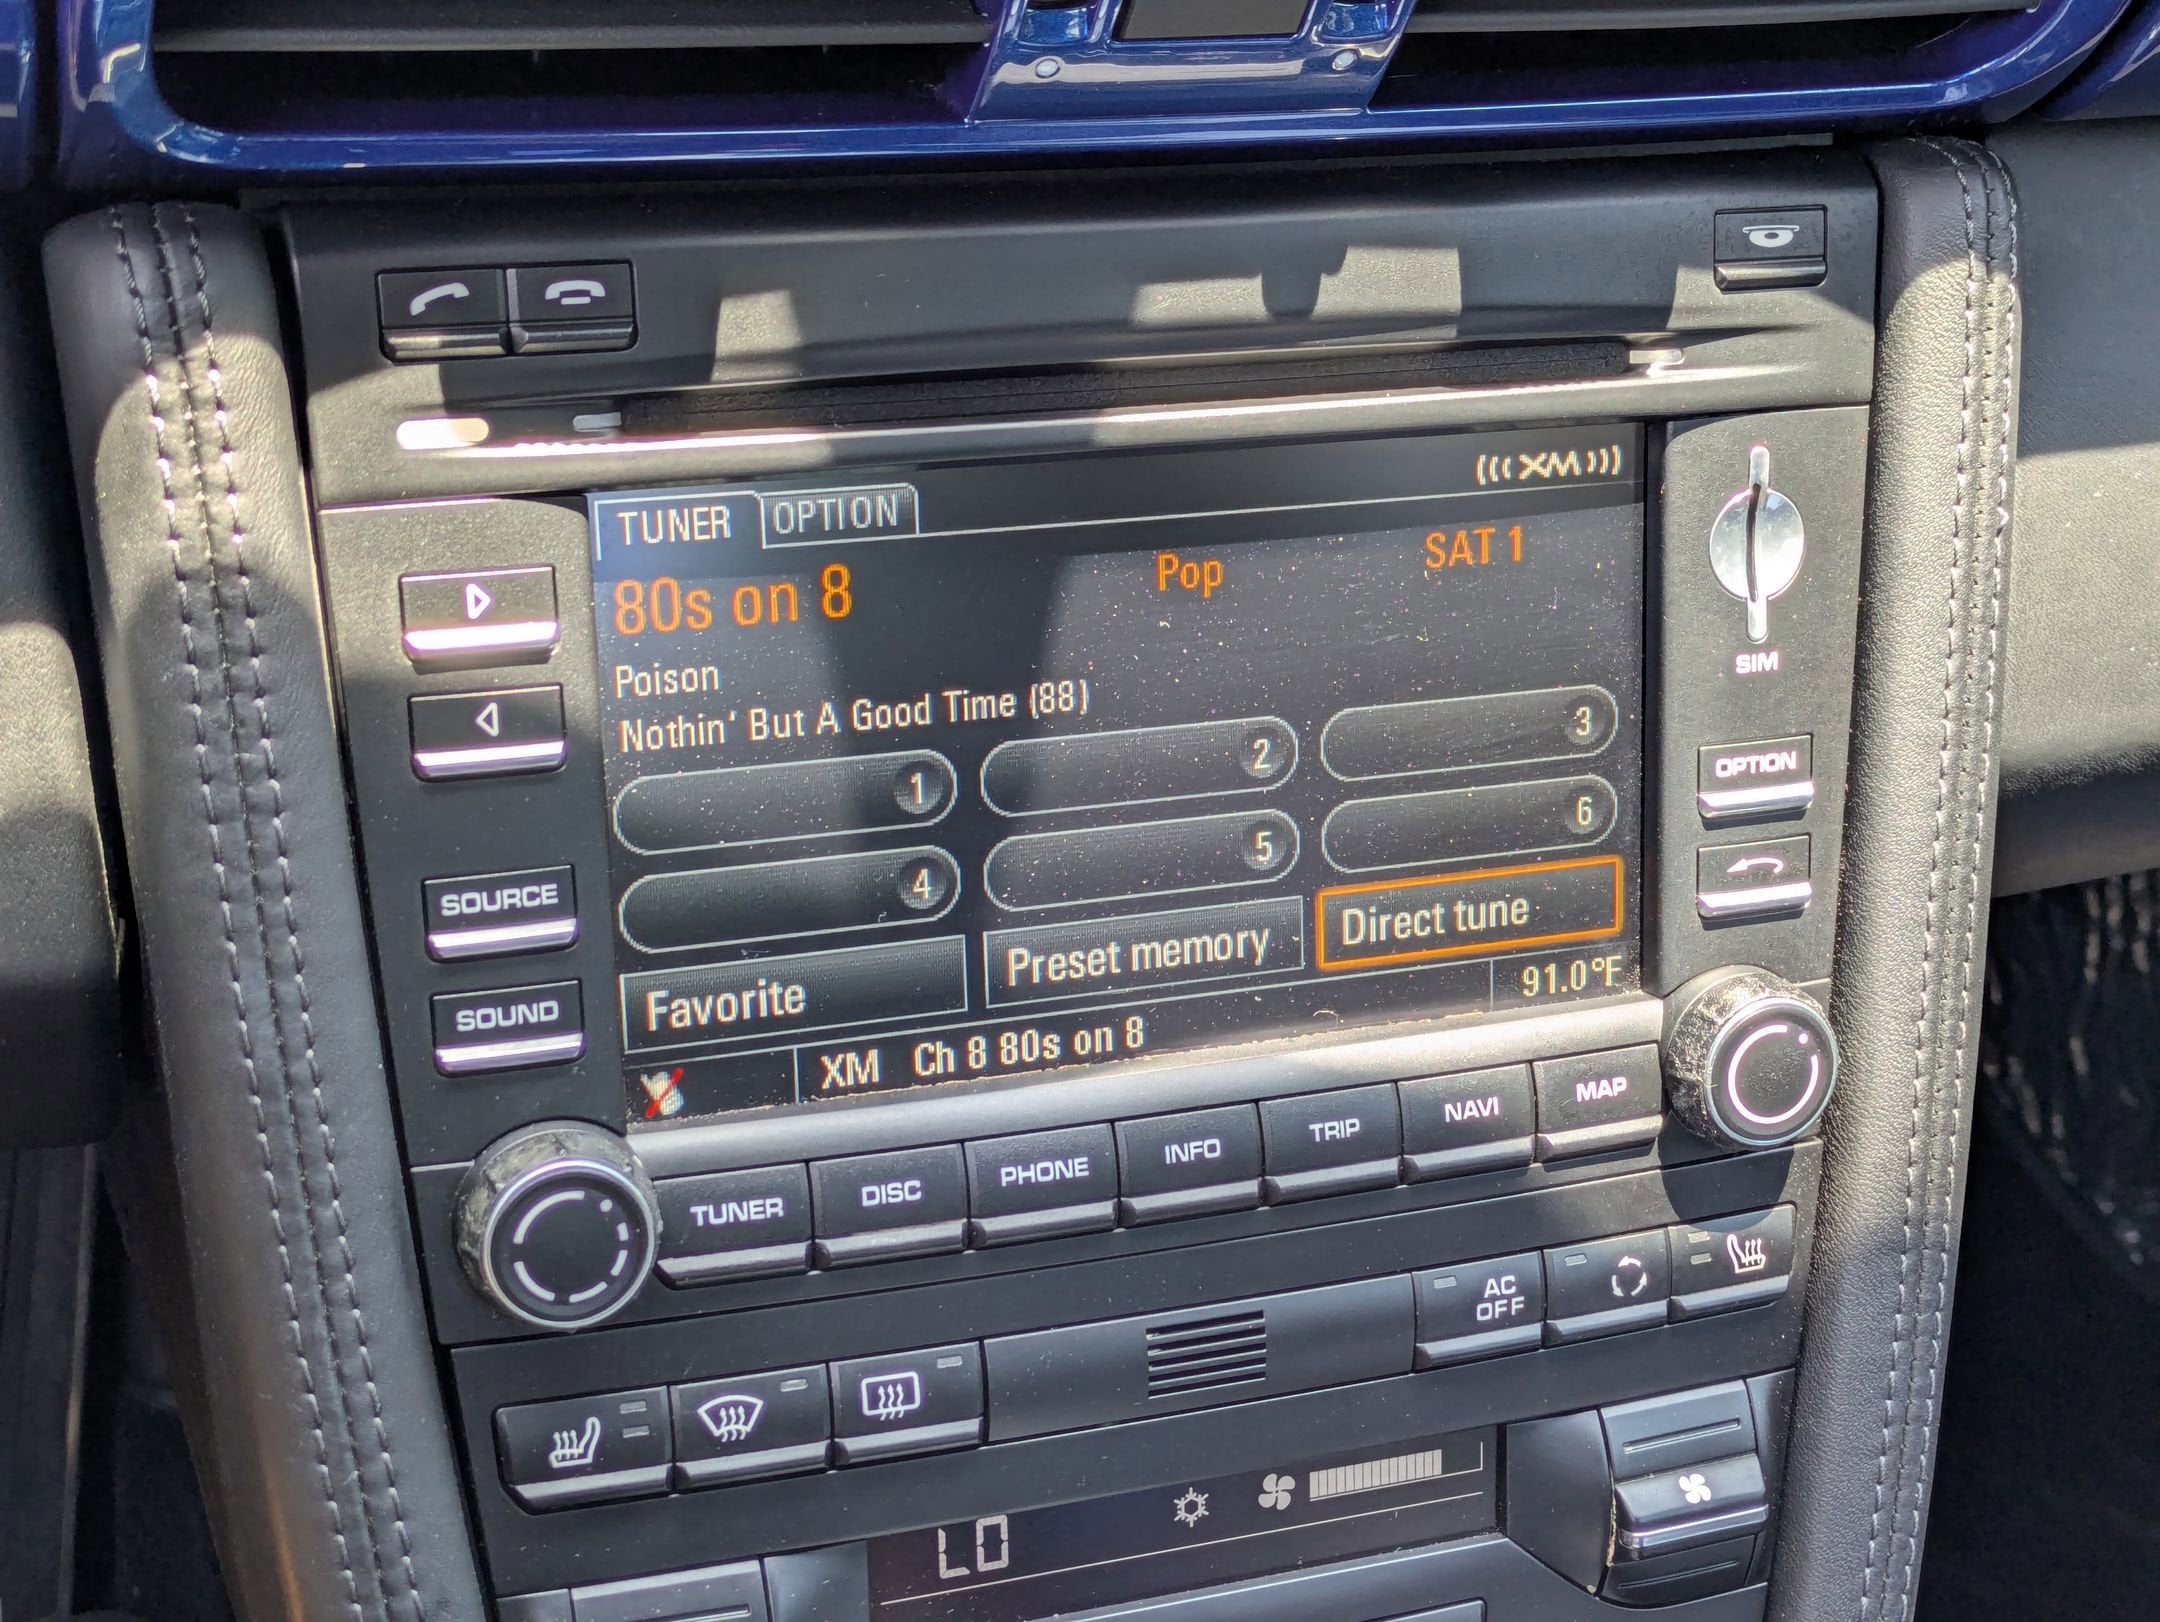 (((XM)))
TUNER OPTION
80s on 8 Pop SAT 1
Poison
Nothin' But A Good Time (88)
1 2 3
4 5 6
Favorite Preset memory Direct tune
XM Ch 8 80s on 8 91.0°F
SOURCE
SOUND
SIM
OPTION
TUNER DISC PHONE INFO TRIP NAVI MAP
AC
OFF
LO